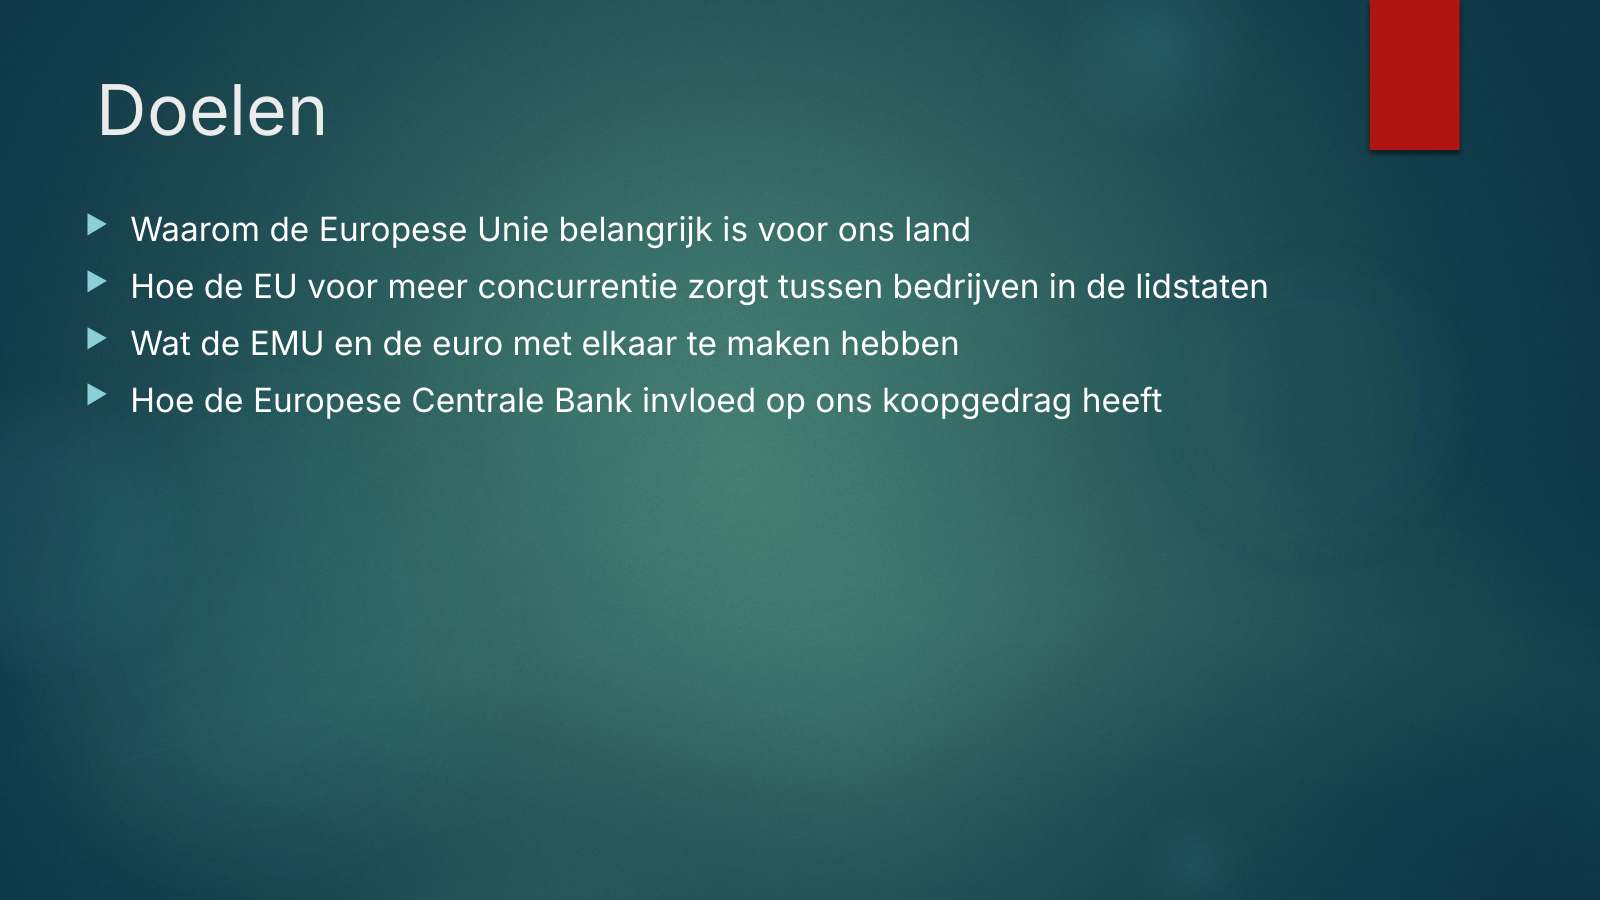 Doelen
Waarom de Europese Unie belangrijk is voor ons land
Hoe de EU voor meer concurrentie zorgt tussen bedrijven in de lidstaten
Wat de EMU en de euro met elkaar te maken hebben
Hoe de Europese Centrale Bank invloed op ons koopgedrag heeft